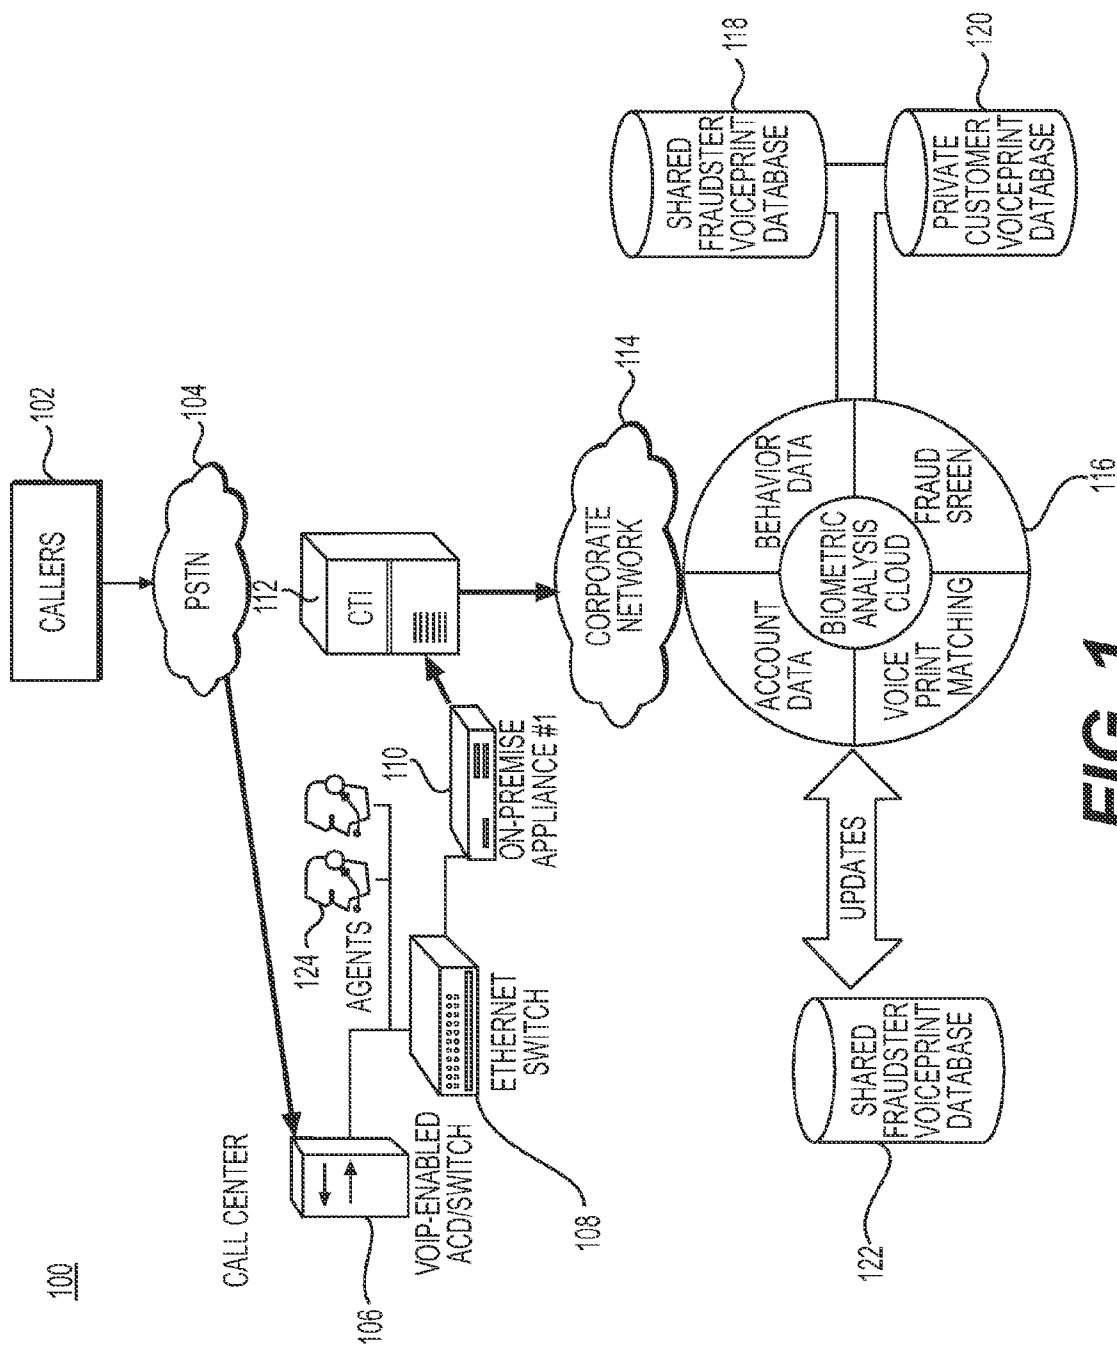 100
CALL CENTER
CALLERS
102
PSTN
104
106
VOIP-ENABLED
ACD/SWITCH
124
AGENTS
108
ETHERNET
SWITCH
110
ON-PREMISE
APPLIANCE #1
112
CTI
CORPORATE
NETWORK
114
ACCOUNT
DATA
BEHAVIOR
DATA
VOICE
PRINT
MATCHING
FRAUD
SREEN
BIOMETRIC
ANALYSIS
CLOUD
116
SHARED
FRAUDSTER
VOICEPRINT
DATABASE
118
PRIVATE
CUSTOMER
VOICEPRINT
DATABASE
120
UPDATES
SHARED
FRAUDSTER
VOICEPRINT
DATABASE
122
FIG. 1